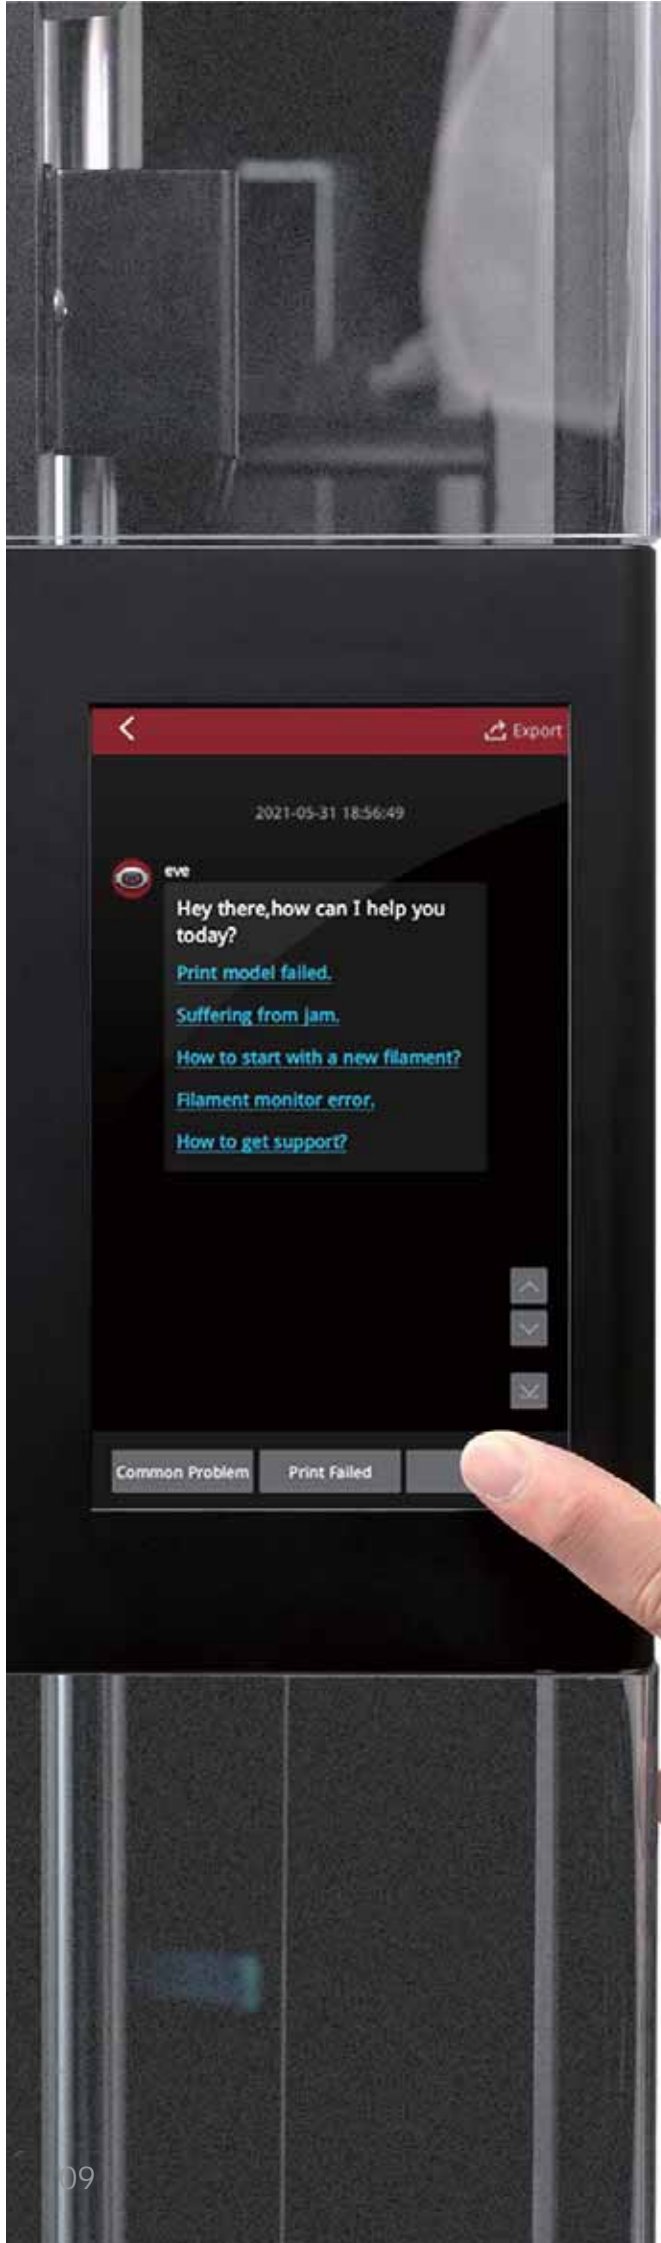 Export
2021-05-31 18:56:49
eve
Hey there,how can I help you
today?
Print model failed.
Suffering from jam.
How to start with a new filament?
Filament monitor error.
How to get support?
Common Problem
Print Failed
09